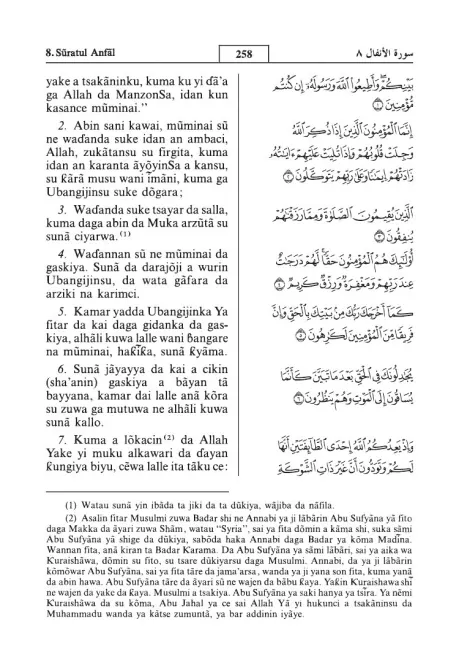 8. Sūratul Anfāl
258
سورة الأنفال ٨
yake a tsakāninku, kuma ku yi ɗā'a
ga Allah da ManzonSa, idan kun
kasance mūminai."
2. Abin sani kawai, mūminai sū
ne waɗanda suke idan an ambaci,
Allah, zukātansu su firgita, kuma
idan an karanta āyōyinSa a kansu,
su ƙārā musu wani īmāni, kuma ga
Ubangijinsu suke dōgara;
3. Waɗanda suke tsayar da salla,
kuma daga abin da Muka arzūtā su
sunā ciyarwa.(1)
4. Waɗannan sū ne mūminai da
gaskiya. Sunā da darajōji a wurin
Ubangijinsu, da wata gāfara da
arziki na karimci.
5. Kamar yadda Ubangijinka Ya
fitar da kai daga gidanka da gas-
kiya, alhāli kuwa lalle wani ɓangare
na mūminai, haƙīƙa, sunā ƙyāma.
6. Sunā jāyayya da kai a cikin
(sha'anin) gaskiya a bāyan tā
bayyana, kamar dai lalle anā kōra
su zuwa ga mutuwa ne alhāli kuwa
sunā kallo.
7. Kuma a lōkacin(2) da Allah
Yake yi muku alkawari da ɗayan
ƙungiya biyu, cēwa lalle ita tāku ce:
بَيْنِكُمْ وَأَطِيعُوا۟ ٱللَّهَ وَرَسُولَهُۥٓ إِن كُنتُم
مُّؤْمِنِينَ ۝١
إِنَّمَا ٱلْمُؤْمِنُونَ ٱلَّذِينَ إِذَا ذُكِرَ ٱللَّهُ
وَجِلَتْ قُلُوبُهُمْ وَإِذَا تُلِيَتْ عَلَيْهِمْ ءَايَٰتُهُۥ
زَادَتْهُمْ إِيمَٰنًا وَعَلَىٰ رَبِّهِمْ يَتَوَكَّلُونَ ۝٢
ٱلَّذِينَ يُقِيمُونَ ٱلصَّلَوٰةَ وَمِمَّا رَزَقْنَٰهُمْ
يُنفِقُونَ ۝٣
أُو۟لَٰٓئِكَ هُمُ ٱلْمُؤْمِنُونَ حَقًّا لَّهُمْ دَرَجَٰتٌ
عِندَ رَبِّهِمْ وَمَغْفِرَةٌ وَرِزْقٌ كَرِيمٌ ۝٤
كَمَآ أَخْرَجَكَ رَبُّكَ مِنۢ بَيْتِكَ بِٱلْحَقِّ وَإِنَّ
فَرِيقًا مِّنَ ٱلْمُؤْمِنِينَ لَكَٰرِهُونَ ۝٥
يُجَٰدِلُونَكَ فِى ٱلْحَقِّ بَعْدَ مَا تَبَيَّنَ كَأَنَّمَا
يُسَاقُونَ إِلَى ٱلْمَوْتِ وَهُمْ يَنظُرُونَ ۝٦
وَإِذْ يَعِدُكُمُ ٱللَّهُ إِحْدَى ٱلطَّآئِفَتَيْنِ أَنَّهَا
لَكُمْ وَتَوَدُّونَ أَنَّ غَيْرَ ذَاتِ ٱلشَّوْكَةِ
(1) Watau sunā yin ibāda ta jiki da ta dūkiya, wājiba da nāfila.
(2) Asalin fitar Musulmi zuwa Badar shi ne Annabi ya ji lābārin Abu Sufyāna yā fito
daga Makka da āyari zuwa Shām, watau "Syria", sai ya fita dōmin a kāma shi, suka sāmi
Abu Sufyāna yā shige da dūkiya, sabōda haka Annabi daga Badar ya kōma Madīna.
Wannan fita, anā kiran ta Badar Karama. Da Abu Sufyāna ya sāmi lābāri, sai ya aika wa
Ƙuraishāwa, dōmin su fito, su tsare dūkiyarsu daga Musulmi. Annabi, da ya ji lābārin
kōmōwar Abu Sufyāna, sai ya fita tāre da jama'arsa, wanda ya ji yana son fita, kuma yanā
da abin hawa. Abu Sufyāna tāre da āyari sū ne wajen da bābu ƙaya. Yaƙin Ƙuraishawa shī
ne wajen da yake da ƙaya. Musulmi a tsakiya. Abu Sufyāna ya saki hanya ya tsīra. Ya nēmi
Ƙuraishawa da su kōma, Abu Jahal ya ce sai Allah Yā yi hukunci a tsakāninsu da
Muhammadu wanda ya kātse zumuntā, ya bar addinin iyāye.